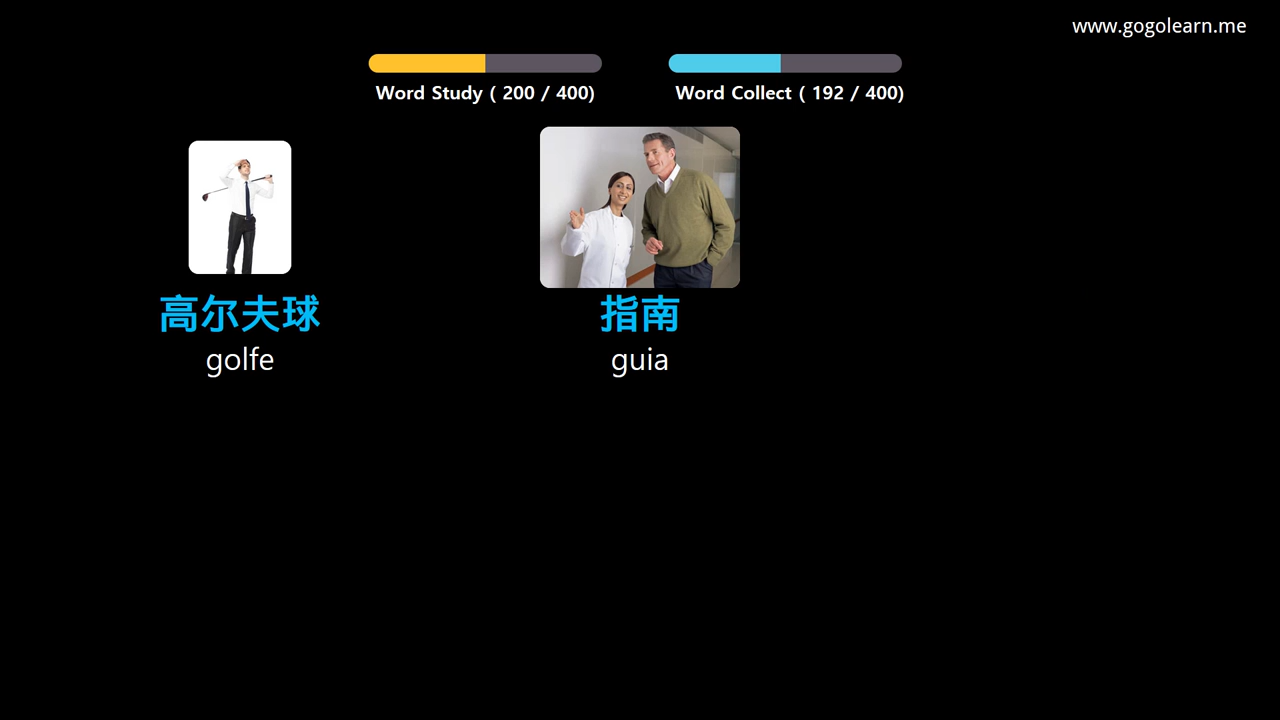 www.gogolearn.me
Word Study ( 200 / 400)
Word Collect ( 192 / 400)
高尔夫球
golfe
指南
guia